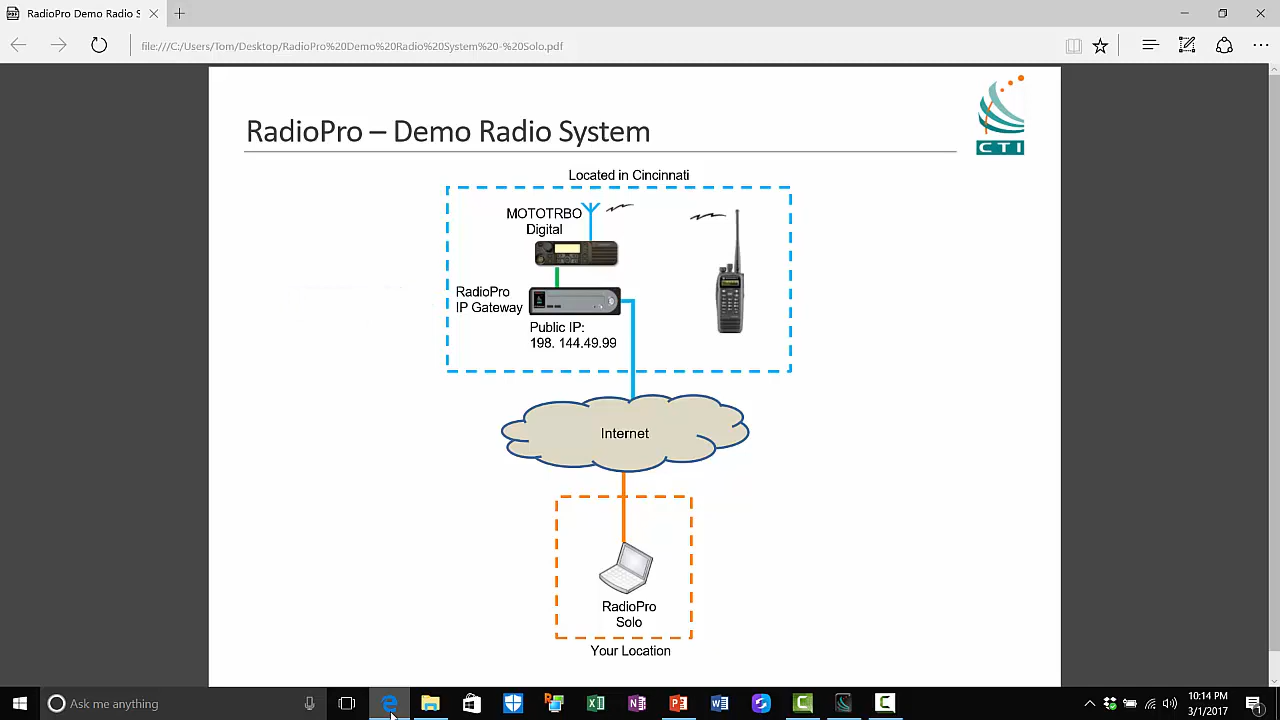 RadioPro Demo Radio S
file:///C:/Users/Tom/Desktop/RadioPro%20Demo%20Radio%20System%20-%20Solo.pdf
RadioPro – Demo Radio System
CTI
Located in Cincinnati
MOTOTRBO
Digital
RadioPro
IP Gateway
Public IP:
198. 144.49.99
Internet
RadioPro
Solo
Your Location
Ask me anything
10:14 PM
3/1/2017